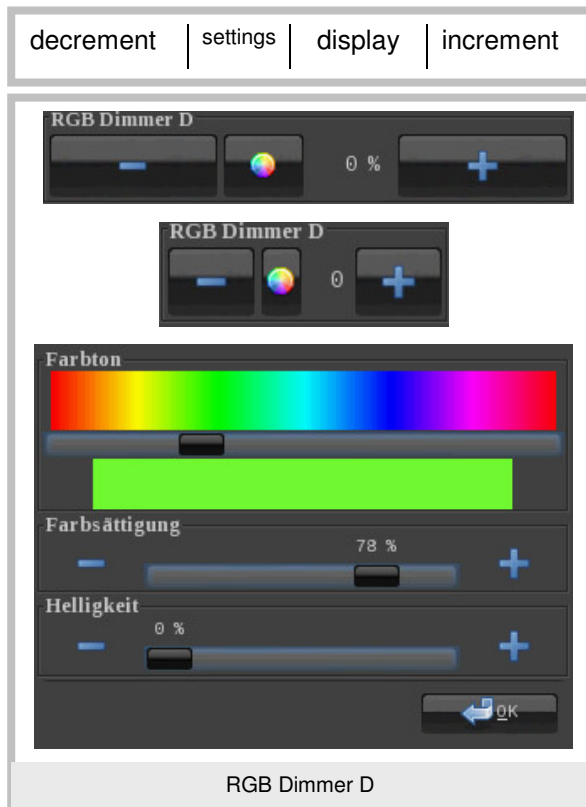 decrement settings display increment
RGB Dimmer D
0 %
RGB Dimmer D
0
Farbton
Farbsättigung
78 %
Helligkeit
0 %
OK
RGB Dimmer D